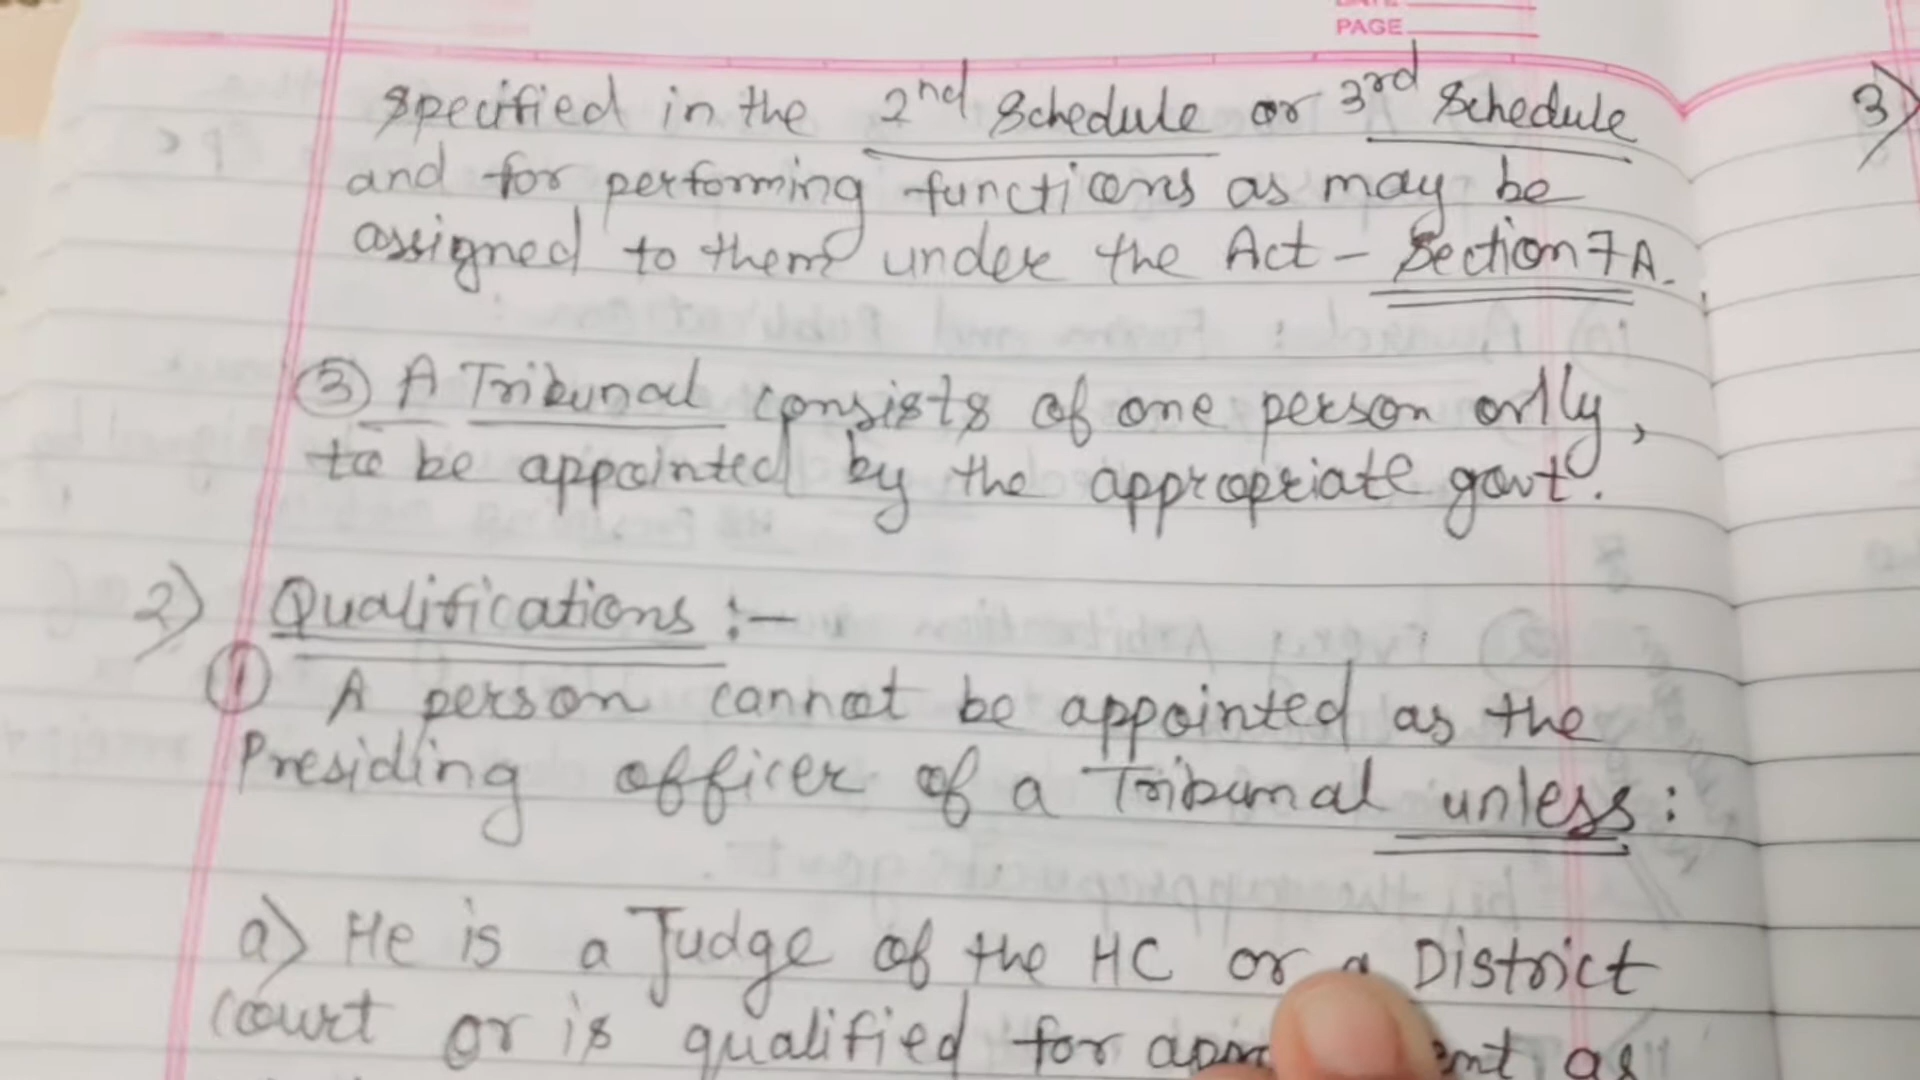 PAGE
specified in the 2nd Schedule or 3rd Schedule
and for performing functions as may be
assigned to them under the Act - Section 7A.
③ A Tribunal consists of one person only,
to be appointed by the appropriate govt.
2) Qualifications :-
① A person cannot be appointed as the
Presiding officer of a Tribunal unless:
a) He is a Judge of the HC or a District
court or is qualified for as
3)